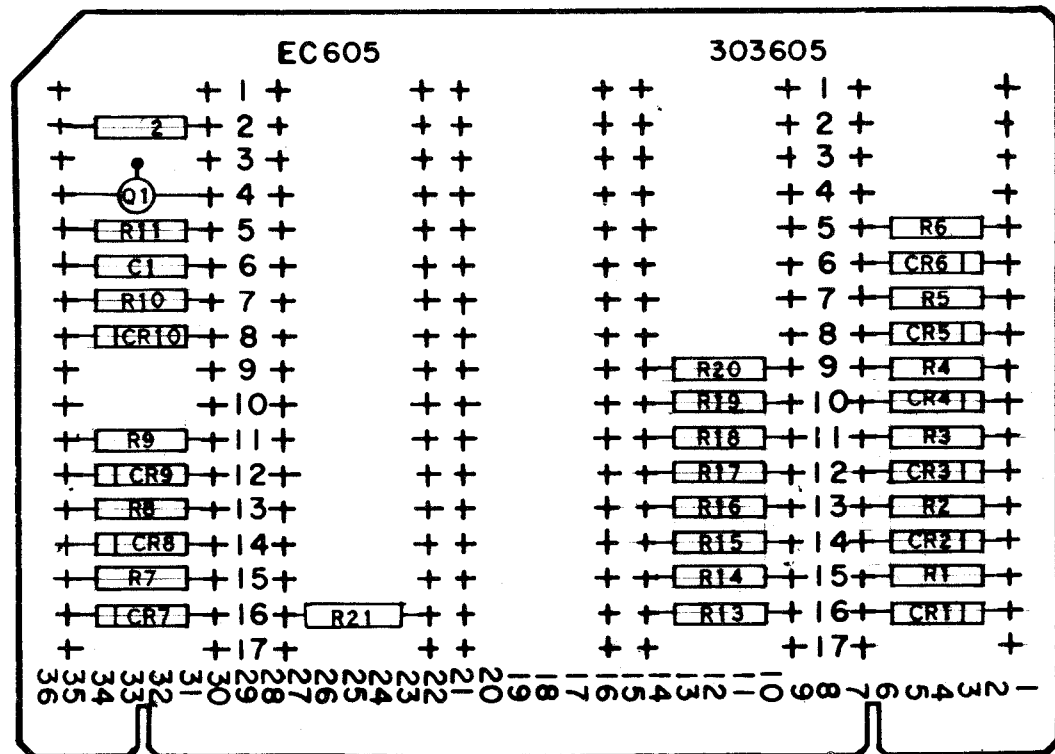 EC605 303605
1 1
2 2 2
3 3
Q1 4 4
R11 5 5 R6
C1 6 6 CR6
R10 7 7 R5
CR10 8 8 CR5
9 R20 9 R4
10 R19 10 CR4
R9 11 R18 11 R3
CR9 12 R17 12 CR3
R8 13 R16 13 R2
CR8 14 R15 14 CR2
R7 15 R14 15 R1
CR7 16 R21 R13 16 CR1
17 17
36 35 34 33 32 31 30 29 28 27 26 25 24 23 22 21 20 19 18 17 16 15 14 13 12 11 10 9 8 7 6 5 4 3 2 1